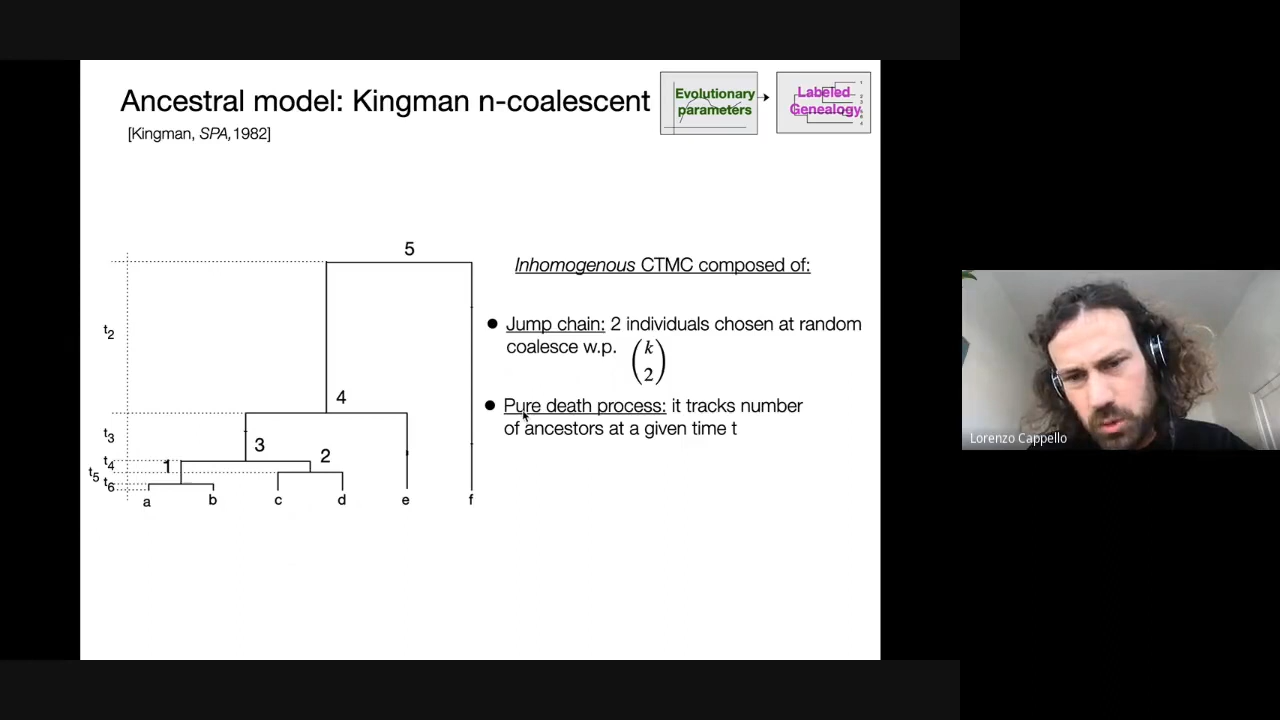 Ancestral model: Kingman n-coalescent
[Kingman, SPA, 1982]
Evolutionary
parameters
Labeled
Genealogy
5
Inhomogenous CTMC composed of:
t2
Jump chain: 2 individuals chosen at random
coalesce w.p. (k
2)
4
Pure death process: it tracks number
of ancestors at a given time t
t3
3
2
1
t4
t5
t6
a b c d e f
Lorenzo Cappello